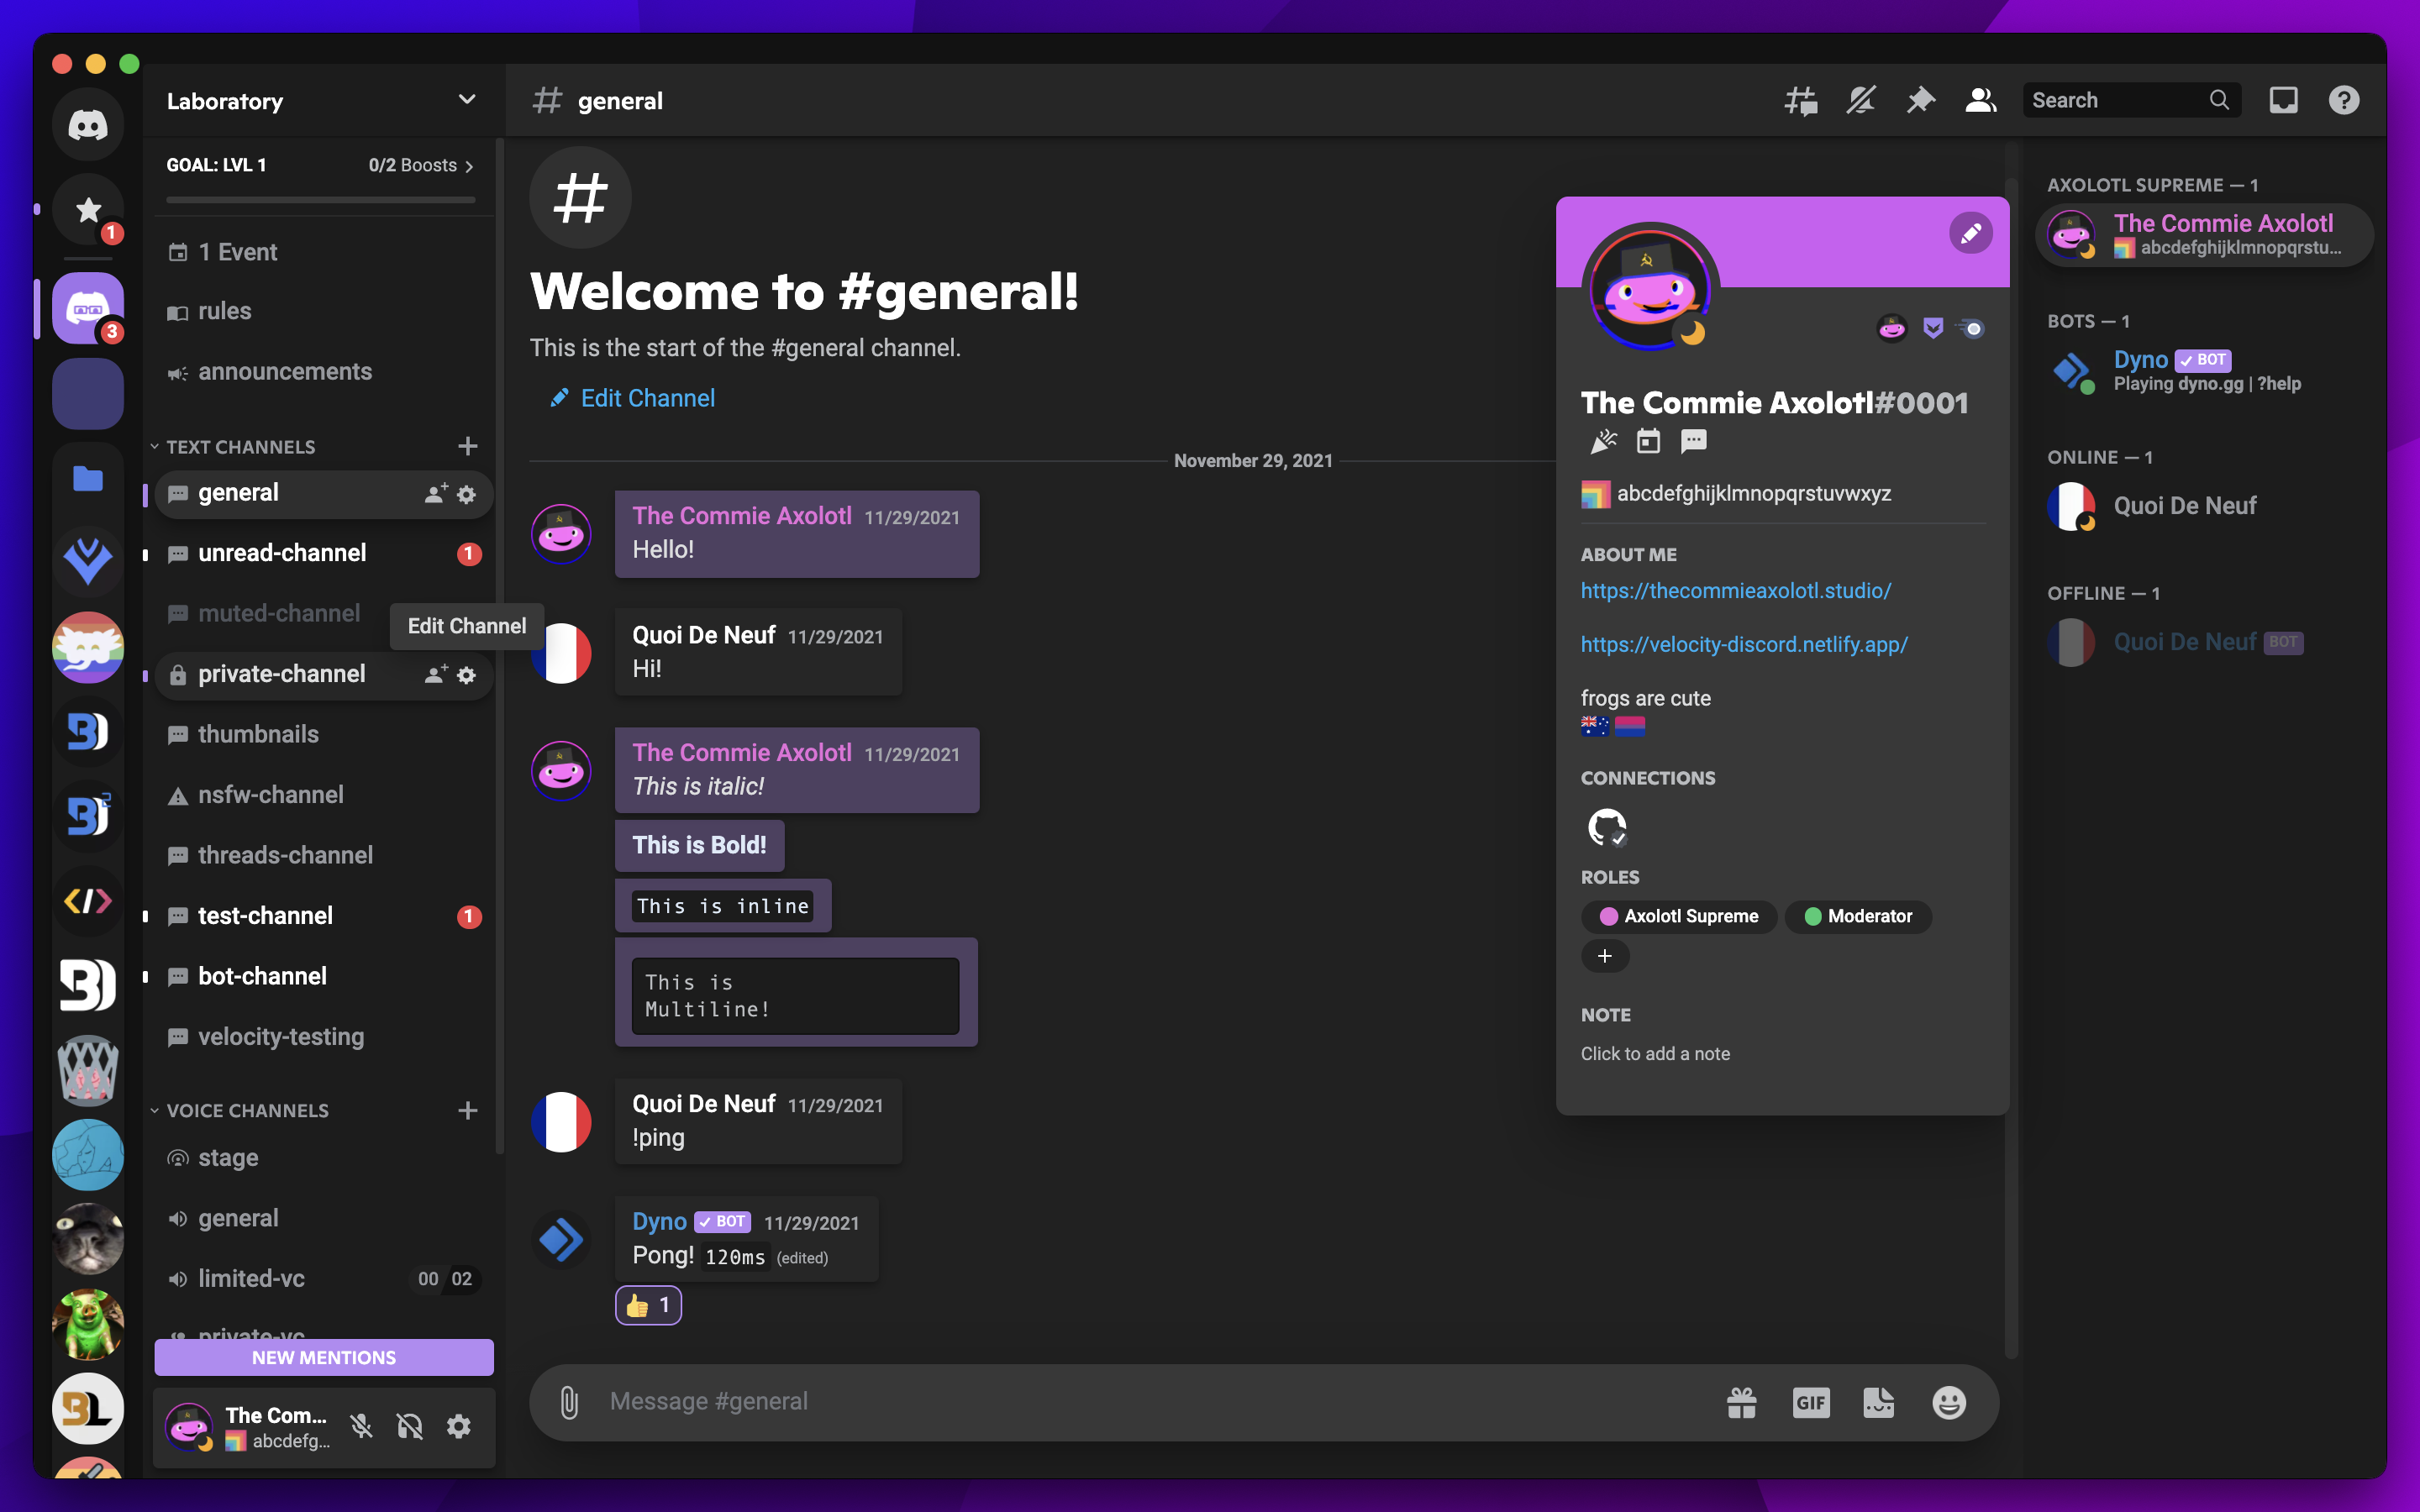 Laboratory
GOAL: LVL 1
0/2 Boosts
1
1 Event
3
rules
announcements
TEXT CHANNELS
general
unread-channel
1
muted-channel
Edit Channel
private-channel
thumbnails
nsfw-channel
threads-channel
test-channel
1
bot-channel
velocity-testing
VOICE CHANNELS
stage
general
limited-vc
00 02
private-vc
NEW MENTIONS
The Com...
abcdefg...
general
Search
Welcome to #general!
This is the start of the #general channel.
Edit Channel
November 29, 2021
The Commie Axolotl 11/29/2021
Hello!
Quoi De Neuf 11/29/2021
Hi!
The Commie Axolotl 11/29/2021
This is italic!
This is Bold!
This is inline
This is
Multiline!
Quoi De Neuf 11/29/2021
!ping
Dyno BOT 11/29/2021
Pong! 120ms (edited)
1
Message #general
GIF
The Commie Axolotl#0001
abcdefghijklmnopqrstuvwxyz
ABOUT ME
https://thecommieaxolotl.studio/
https://velocity-discord.netlify.app/
frogs are cute
CONNECTIONS
ROLES
Axolotl Supreme
Moderator
NOTE
Click to add a note
AXOLOTL SUPREME — 1
The Commie Axolotl
abcdefghijklmnopqrstu...
BOTS — 1
Dyno BOT
Playing dyno.gg | ?help
ONLINE — 1
Quoi De Neuf
OFFLINE — 1
Quoi De Neuf BOT